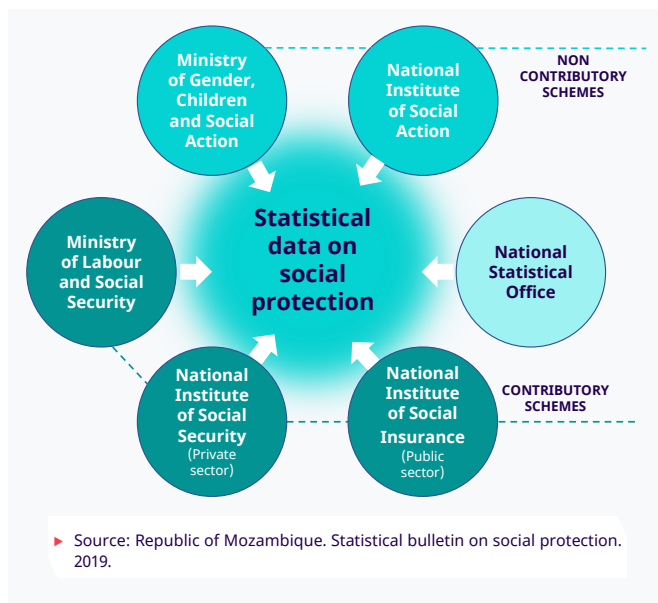 Ministry
of Gender,
Children
and Social
Action
National
Institute
of Social
Action
NON
CONTRIBUTORY
SCHEMES
Statistical
data on
social
protection
Ministry
of Labour
and Social
Security
National
Statistical
Office
National
Institute
of Social
Security
(Private
sector)
National
Institute
of Social
Insurance
(Public
sector)
CONTRIBUTORY
SCHEMES
Source: Republic of Mozambique. Statistical bulletin on social protection.
2019.